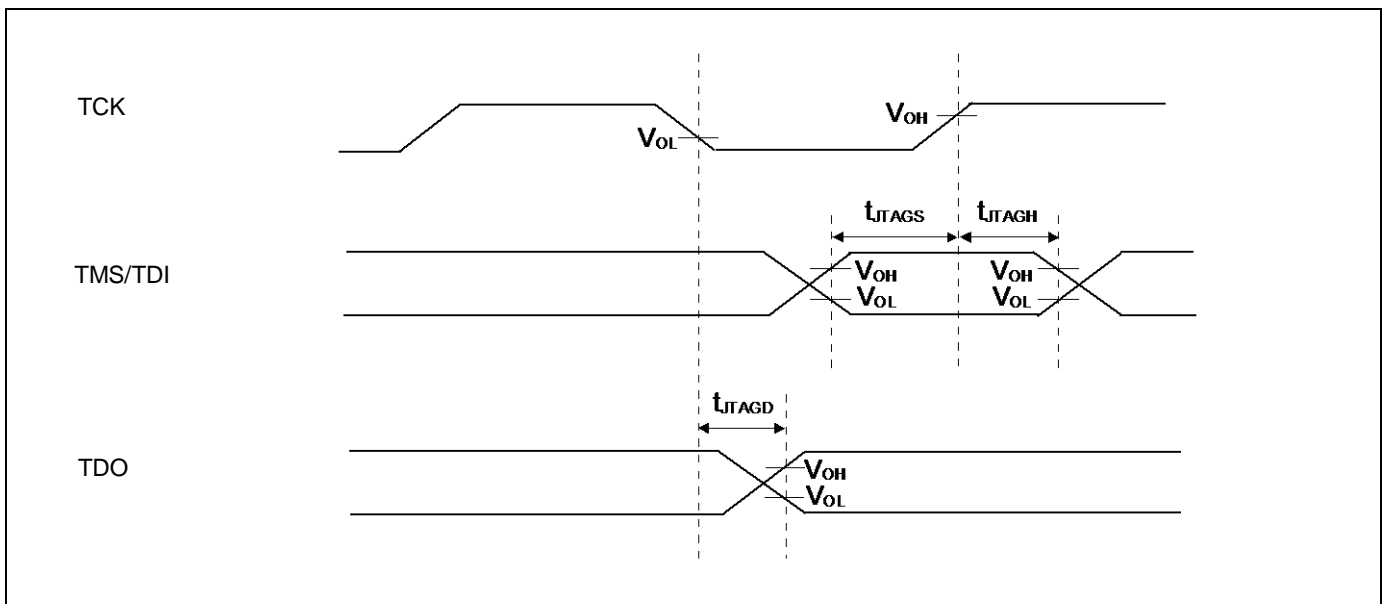 TCK
VOL
VOH
tJTAGS
tJTAGH
TMS/TDI
VOH
VOL
VOH
VOL
tJTAGD
TDO
VOH
VOL